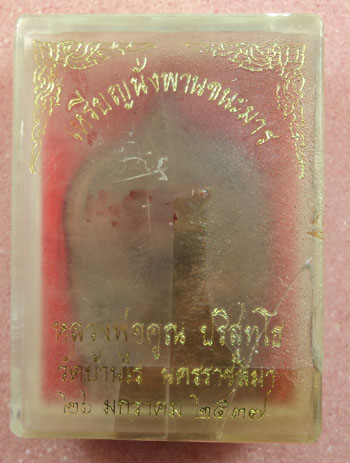 เหรียญนั่งพานชนะมาร
หลวงพ่อคูณ ปริสุทฺโธ
วัดบ้านไร่ นครราชสีมา
๒๖ มกราคม ๒๕๓๗